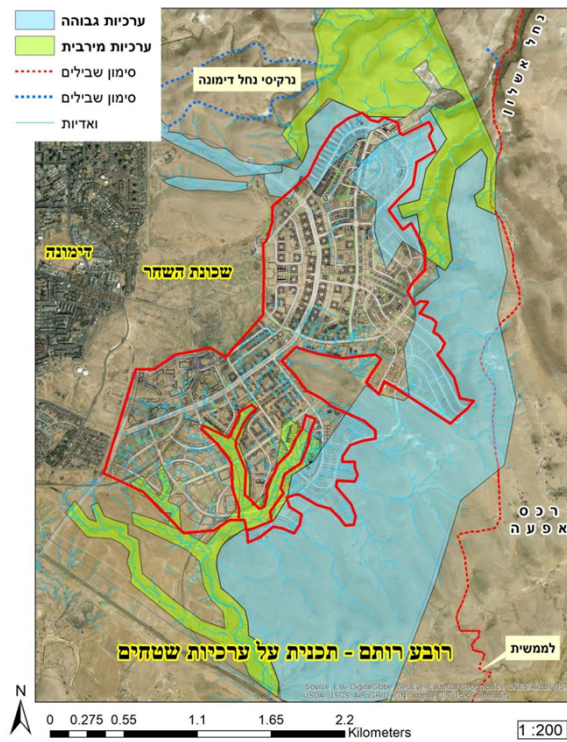 ערכיות גבוהה
ערכיות מירבית
סימון שבילים
סימון שבילים
ואדיות
נרקיסי נחל דימונה
נחל אשלון
דימונה
שכונת השחר
רכס
אפעה
לממשית
רובע רותם - תכנית על ערכיות שטחים
N
0 0.275 0.55 1.1 1.65 2.2
Kilometers
1:200